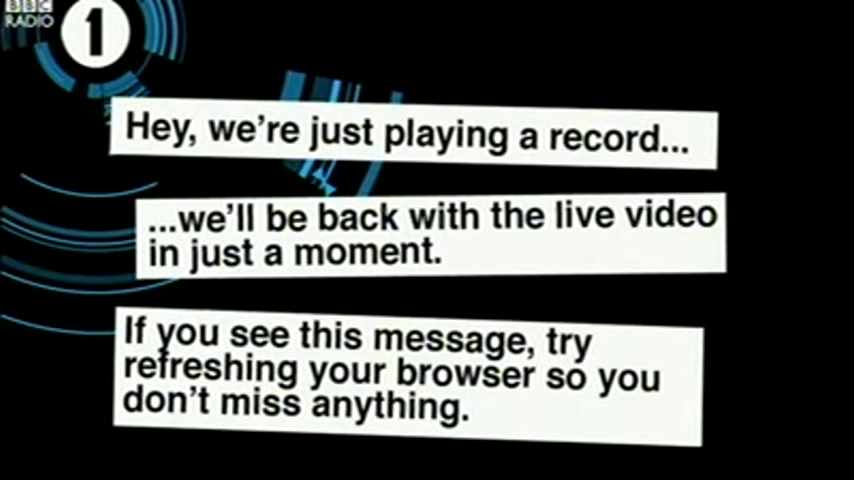 BBC
RADIO
1
Hey, we're just playing a record...
...we'll be back with the live video
in just a moment.
If you see this message, try
refreshing your browser so you
don't miss anything.